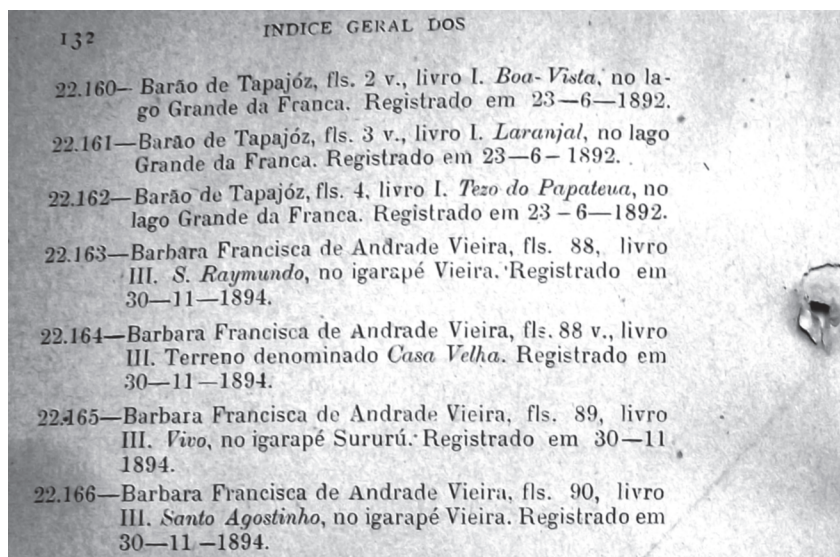 132
INDICE GERAL DOS
22.160— Barão de Tapajóz, fls. 2 v., livro I. Boa-Vista, no la-
go Grande da Franca. Registrado em 23—6—1892.
22.161—Barão de Tapajóz, fls. 3 v., livro I. Laranjal, no lago
Grande da Franca. Registrado em 23—6—1892.
22.162—Barão de Tapajóz, fls. 4, livro I. Tezo do Papateua, no
lago Grande da Franca. Registrado em 23—6—1892.
22.163—Barbara Francisca de Andrade Vieira, fls. 88, livro
III. S. Raymundo, no igarapé Vieira. Registrado em
30—11—1894.
22.164—Barbara Francisca de Andrade Vieira, fls. 88 v., livro
III. Terreno denominado Casa Velha. Registrado em
30—11—1894.
22.165—Barbara Francisca de Andrade Vieira, fls. 89, livro
III. Vivo, no igarapé Sururú. Registrado em 30—11
1894.
22.166—Barbara Francisca de Andrade Vieira, fls. 90, livro
III. Santo Agostinho, no igarapé Vieira. Registrado em
30—11—1894.